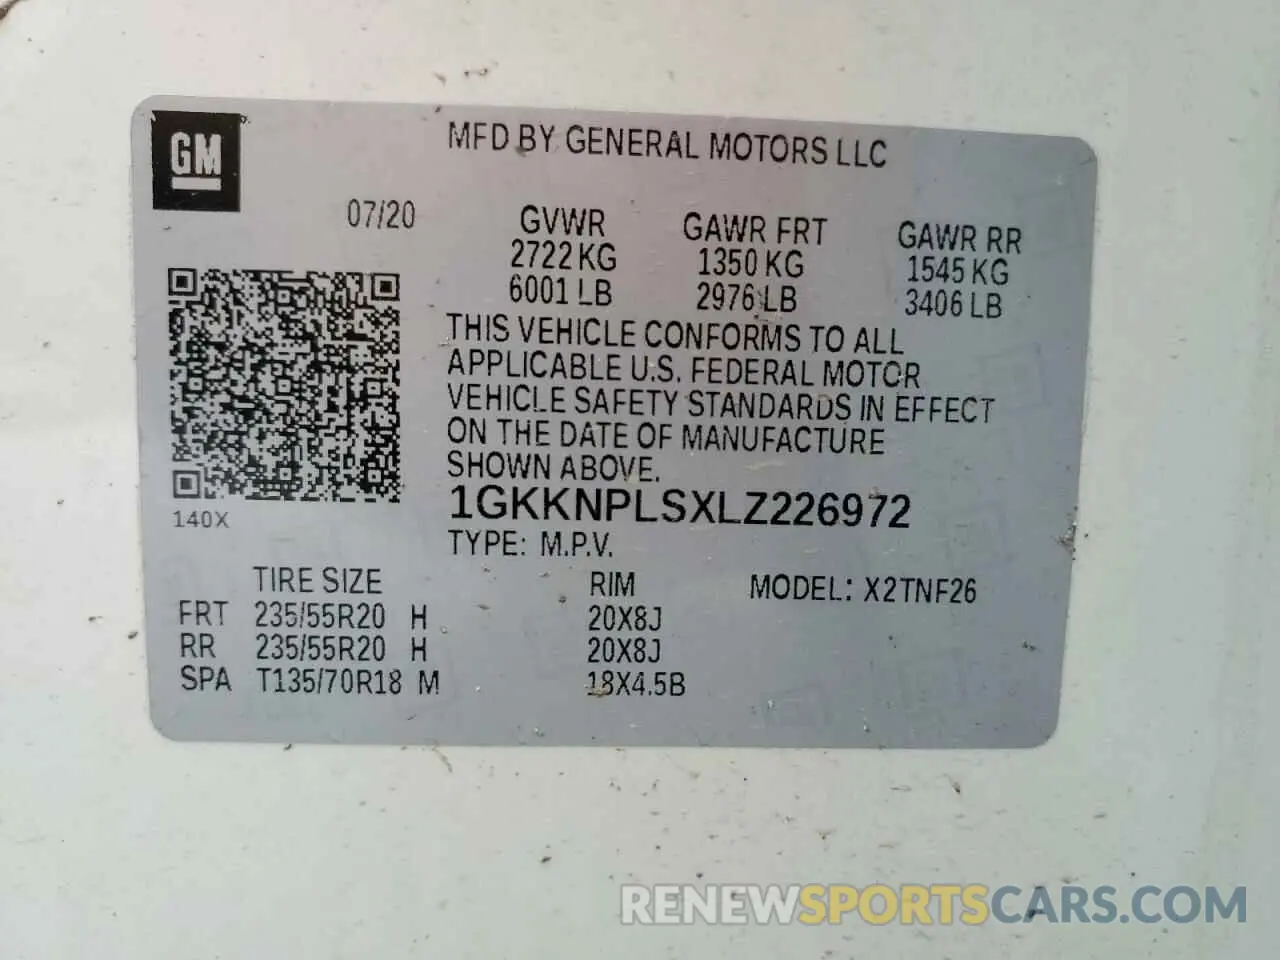 GM
MFD BY GENERAL MOTORS LLC
07/20
GVWR GAWR FRT GAWR RR
2722 KG 1350 KG 1545 KG
6001 LB 2976 LB 3406 LB
THIS VEHICLE CONFORMS TO ALL
APPLICABLE U.S. FEDERAL MOTOR
VEHICLE SAFETY STANDARDS IN EFFECT
ON THE DATE OF MANUFACTURE
SHOWN ABOVE.
1GKKNPLSXLZ226972
140X
TYPE: M.P.V.
TIRE SIZE RIM MODEL: X2TNF26
FRT 235/55R20 H 20X8J
RR 235/55R20 H 20X8J
SPA T135/70R18 M 18X4.5B
RENEWSPORTSCARS.COM